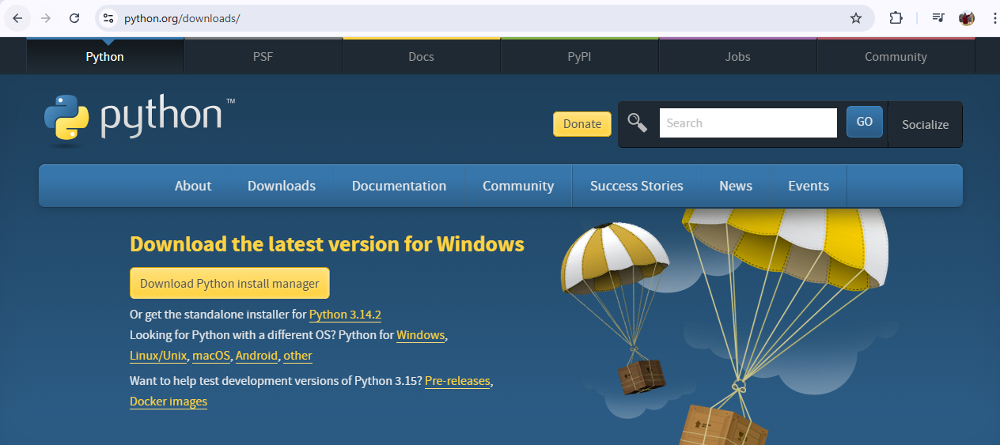 python.org/downloads/
Python PSF Docs PyPI Jobs Community
python™
Donate Search GO Socialize
About Downloads Documentation Community Success Stories News Events
Download the latest version for Windows
Download Python install manager
Or get the standalone installer for Python 3.14.2
Looking for Python with a different OS? Python for Windows,
Linux/Unix, macOS, Android, other
Want to help test development versions of Python 3.15? Pre-releases,
Docker images